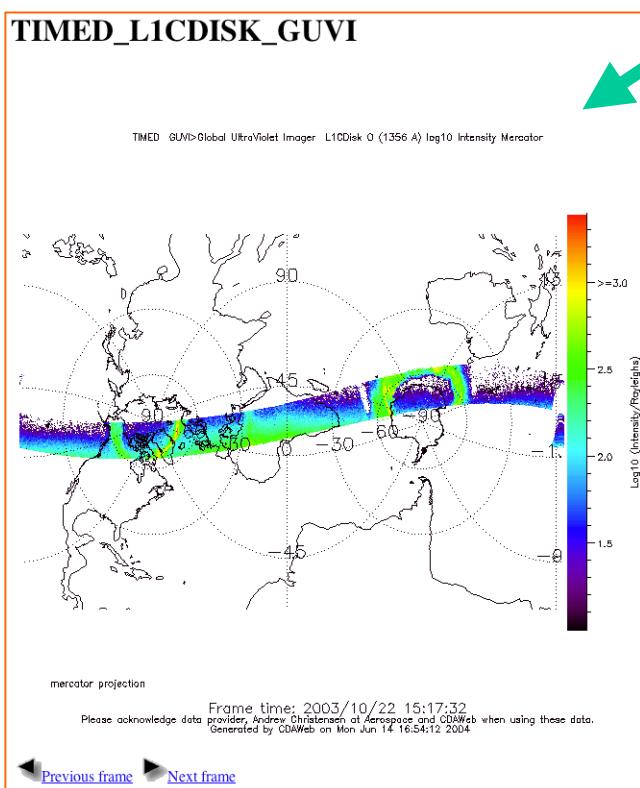 TIMED_L1CDISK_GUVI
TIMED GUVI>Global UltraViolet Imager L1CDisk O (1356 A) log10 Intensity Mercator
90
>=3.0
45
2.5
Log10 (Intensity/Rayleighs)
90
-90
-60
-30
0
2.0
-45
1.5
mercator projection
Frame time: 2003/10/22 15:17:32
Please acknowledge data provider, Andrew Christensen at Aerospace and CDAWeb when using these data.
Generated by CDAWeb on Mon Jun 14 16:54:12 2004
Previous frame Next frame